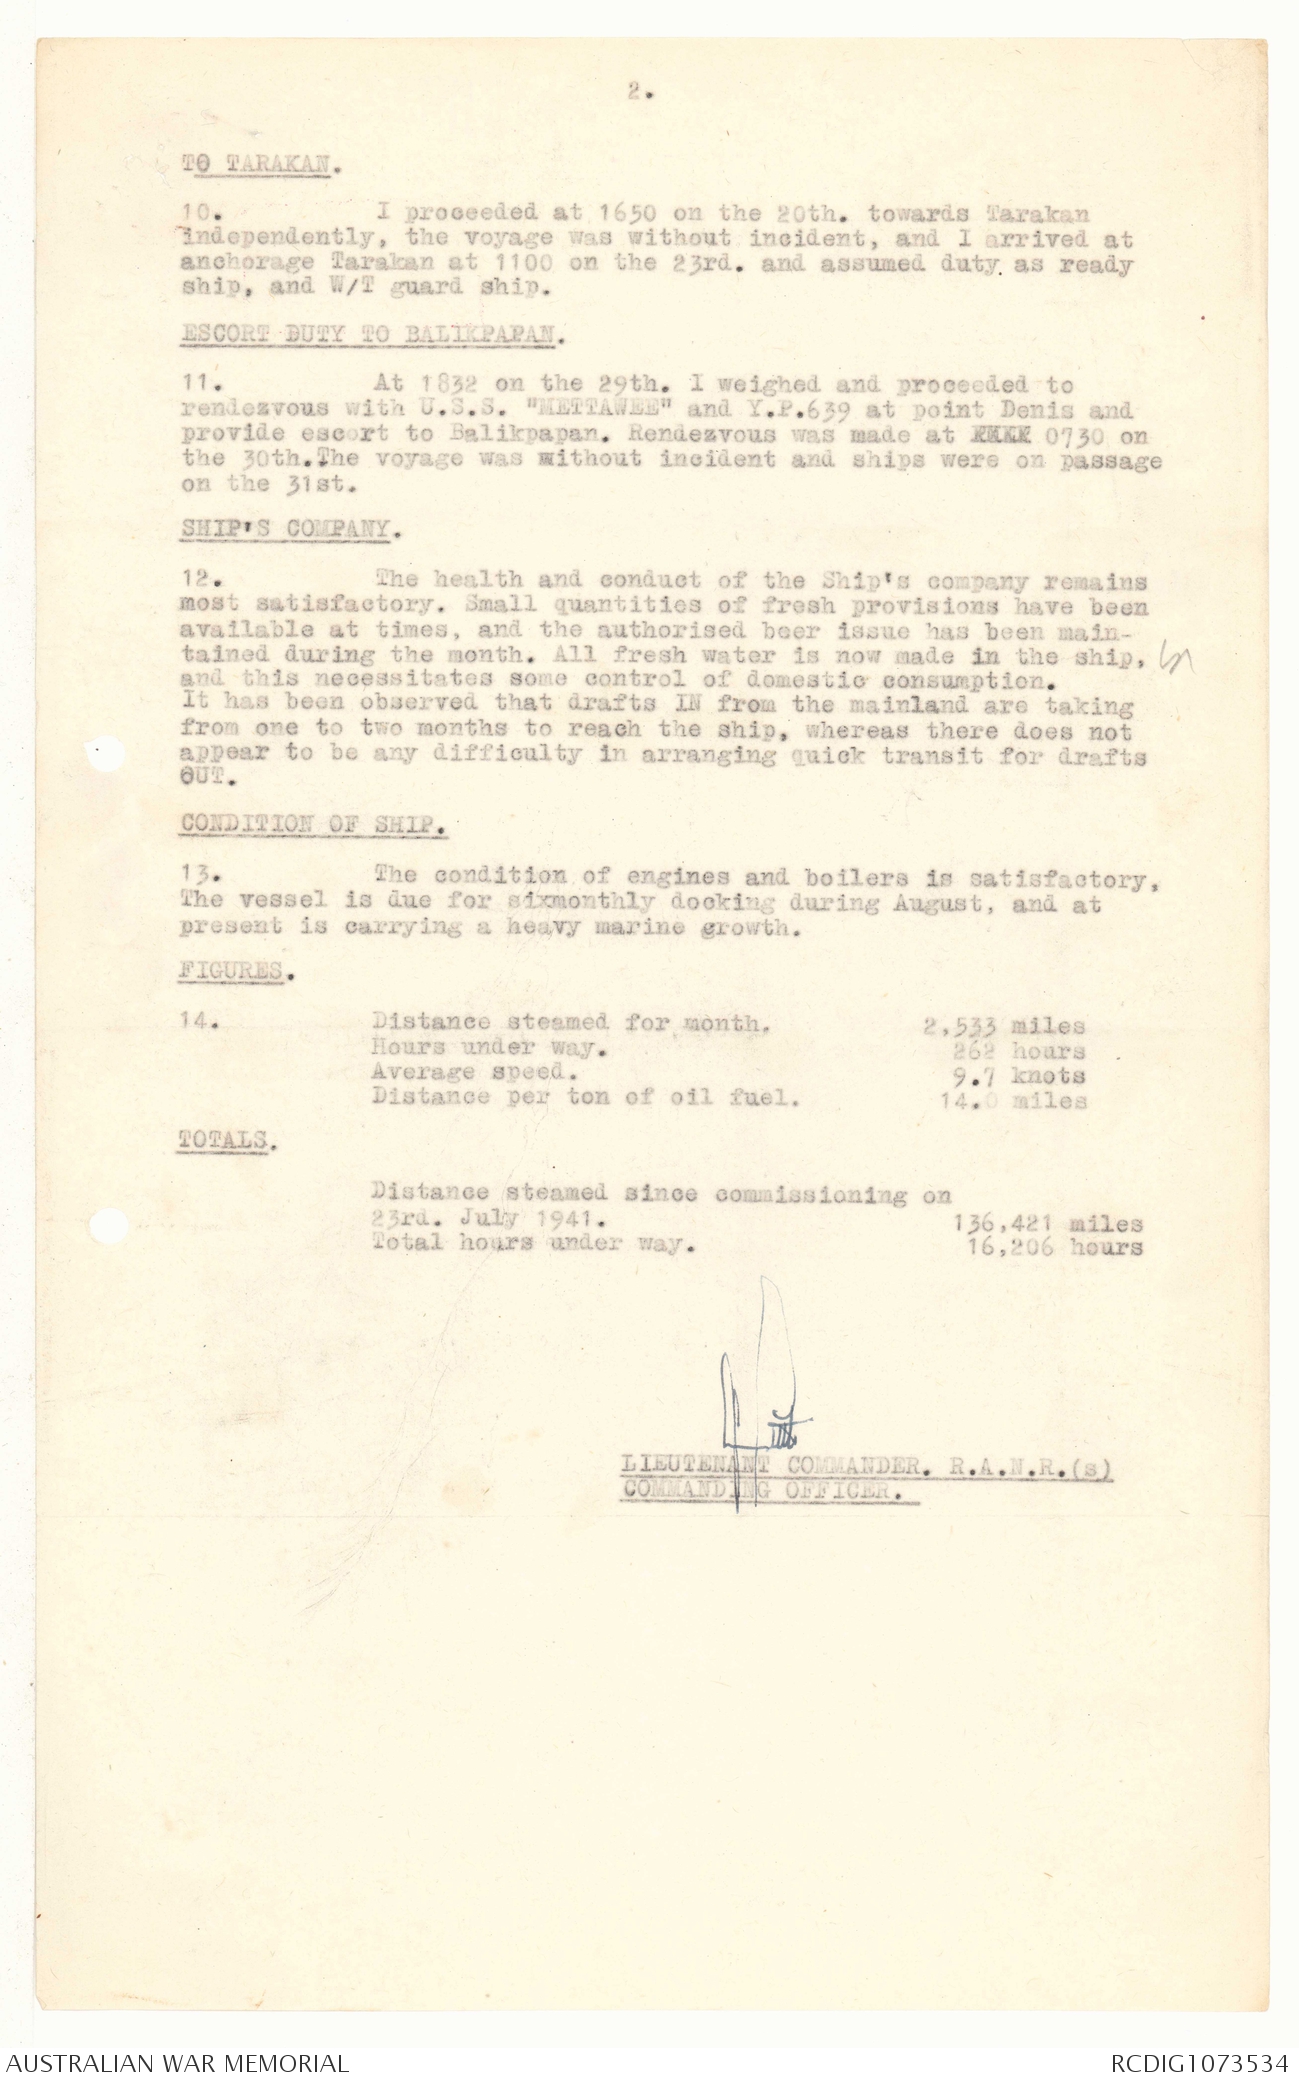 2.
TO TARAKAN.
10. I proceeded at 1650 on the 20th. towards Tarakan
independently, the voyage was without incident, and I arrived at
anchorage Tarakan at 1100 on the 23rd. and assumed duty as ready
ship, and W/T guard ship.
ESCORT DUTY TO BALIKPAPAN.
11. At 1832 on the 29th. I weighed and proceeded to
rendezvous with U.S.S. "METTAWEE" and Y.P.639 at point Denis and
provide escort to Balikpapan. Rendezvous was made at 0730 on
the 30th.The voyage was without incident and ships were on passage
on the 31st.
SHIP'S COMPANY.
12. The health and conduct of the Ship's company remains
most satisfactory. Small quantities of fresh provisions have been
available at times, and the authorised beer issue has been main-
tained during the month. All fresh water is now made in the ship,
and this necessitates some control of domestic consumption.
It has been observed that drafts IN from the mainland are taking
from one to two months to reach the ship, whereas there does not
appear to be any difficulty in arranging quick transit for drafts
OUT.
CONDITION OF SHIP.
13. The condition of engines and boilers is satisfactory.
The vessel is due for sixmonthly docking during August, and at
present is carrying a heavy marine growth.
FIGURES.
14. Distance steamed for month. 2,533 miles
Hours under way. 262 hours
Average speed. 9.7 knots
Distance per ton of oil fuel. 14.0 miles
TOTALS.
Distance steamed since commissioning on
23rd. July 1941. 136,421 miles
Total hours under way. 16,206 hours
LIEUTENANT COMMANDER. R.A.N.R.(s)
COMMANDING OFFICER.
AUSTRALIAN WAR MEMORIAL
RCDIG1073534